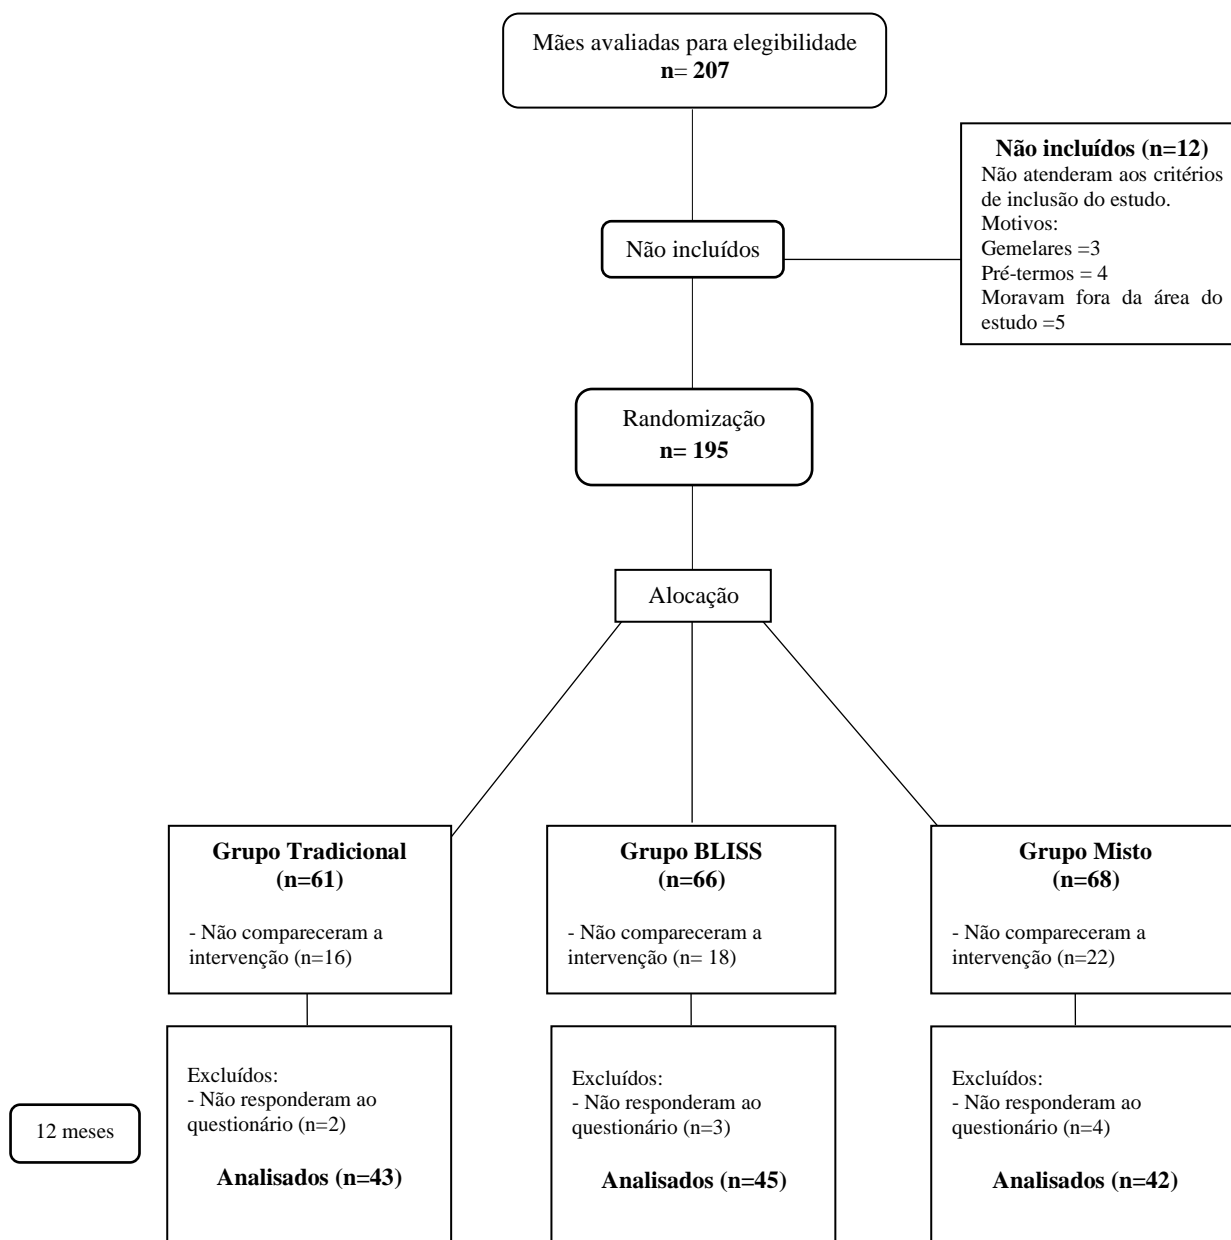 Mães avaliadas para elegibilidade
n= 207
Não incluídos (n=12)
Não atenderam aos critérios
de inclusão do estudo.
Motivos:
Gemelares =3
Pré-termos = 4
Moravam fora da área do
estudo =5
Não incluídos
Randomização
n= 195
Alocação
Grupo Tradicional
(n=61)
- Não compareceram a
intervenção (n=16)
Grupo BLISS
(n=66)
- Não compareceram a
intervenção (n= 18)
Grupo Misto
(n=68)
- Não compareceram a
intervenção (n=22)
12 meses
Excluídos:
- Não responderam ao
questionário (n=2)
Analisados (n=43)
Excluídos:
- Não responderam ao
questionário (n=3)
Analisados (n=45)
Excluídos:
- Não responderam ao
questionário (n=4)
Analisados (n=42)